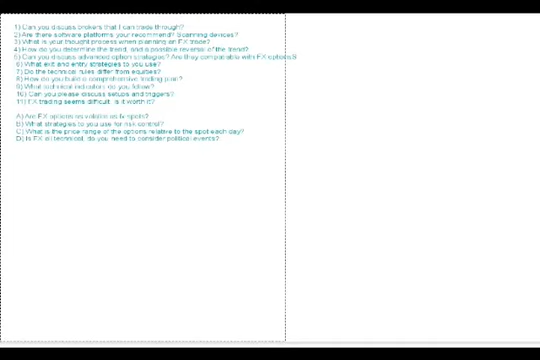 1) Can you discuss brokers that I can trade through?
2) Are there software platforms your recommend? Scanning devices?
3) What is your thought process when planning an FX trade?
4) How do you determine the trend, and a possible reversal of the trend?
5) Can you discuss advanced option strategies? Are they compatiable with FX options
6) What exit and entry strategies to you use?
7) Do the technical rules differ from equities?
8) How do you build a comprehensive trading plan?
9) What technical indicators do you follow?
10) Can you please discuss setups and triggers?
11) FX trading seems difficult, is it worth it?
A) Are FX options as volatile as fx spots?
B) What strategies to you use for risk control?
C) What is the price range of the options relative to the spot each day?
D) Is FX all technical, do you need to consider political events?